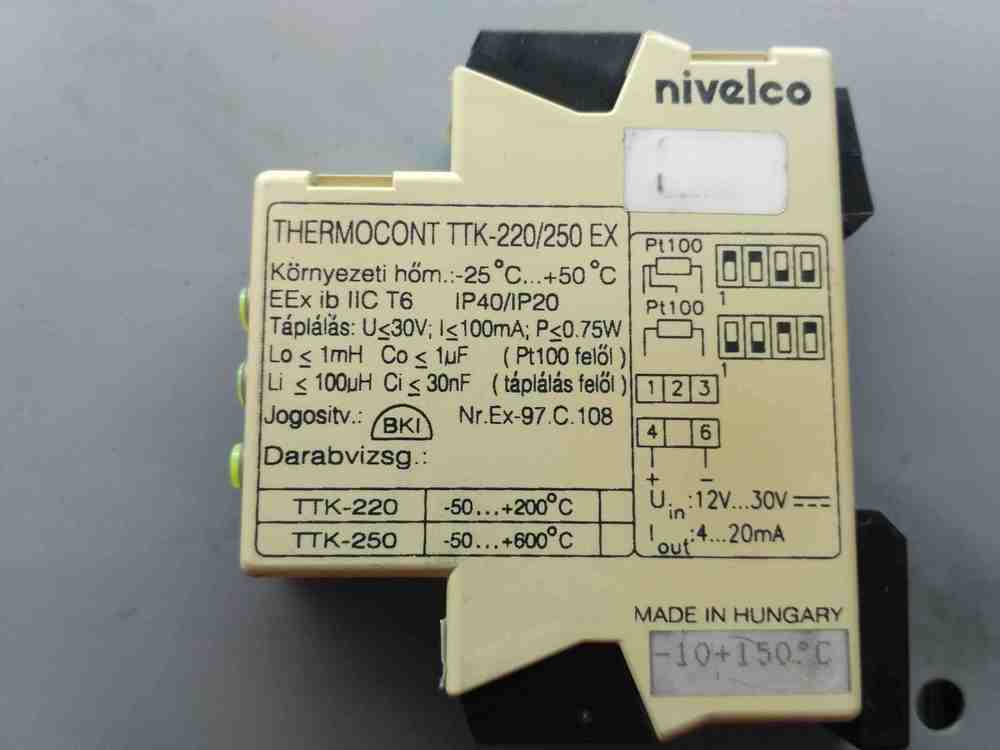 nivelco
THERMOCONT TTK-220/250 EX
Környezeti hőm.:-25°C...+50°C
EEx ib IIC T6 IP40/IP20
Táplálás: U≤30V; I≤100mA; P≤0.75W
Lo ≤ 1mH Co ≤ 1µF (Pt100 felől)
Li ≤ 100µH Ci ≤ 30nF (táplálás felől)
Jogositv.: BKI Nr.Ex-97.C.108
Darabvizsg.:
TTK-220 -50...+200°C
TTK-250 -50...+600°C
Pt100
1
Pt100
1
1 2 3
4 6
+ −
Uin:12V...30V
Iout:4...20mA
MADE IN HUNGARY
-10+150°C